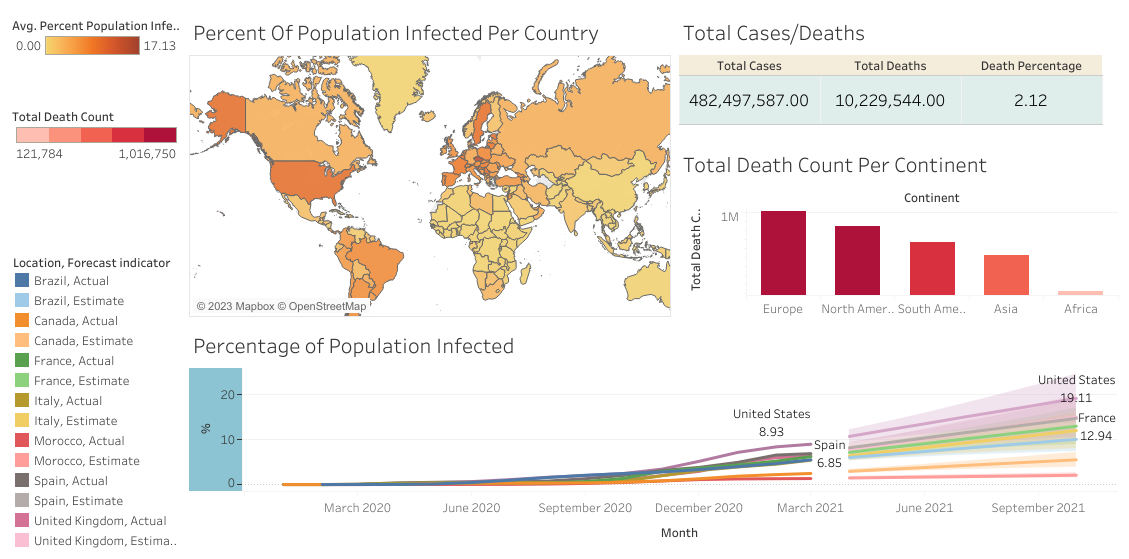 Avg. Percent Population Infe..
0.00 17.13
Total Death Count
121,784 1,016,750
Location, Forecast indicator
Brazil, Actual
Brazil, Estimate
Canada, Actual
Canada, Estimate
France, Actual
France, Estimate
Italy, Actual
Italy, Estimate
Morocco, Actual
Morocco, Estimate
Spain, Actual
Spain, Estimate
United Kingdom, Actual
United Kingdom, Estima..
Percent Of Population Infected Per Country
© 2023 Mapbox © OpenStreetMap
Total Cases/Deaths
Total Cases Total Deaths Death Percentage
482,497,587.00 10,229,544.00 2.12
Total Death Count Per Continent
Continent
Total Death C..
1M
Europe North Amer.. South Ame.. Asia Africa
Percentage of Population Infected
%
20
10
0
United States
8.93
Spain
6.85
United States
19.11
France
12.94
March 2020 June 2020 September 2020 December 2020 March 2021 June 2021 September 2021
Month